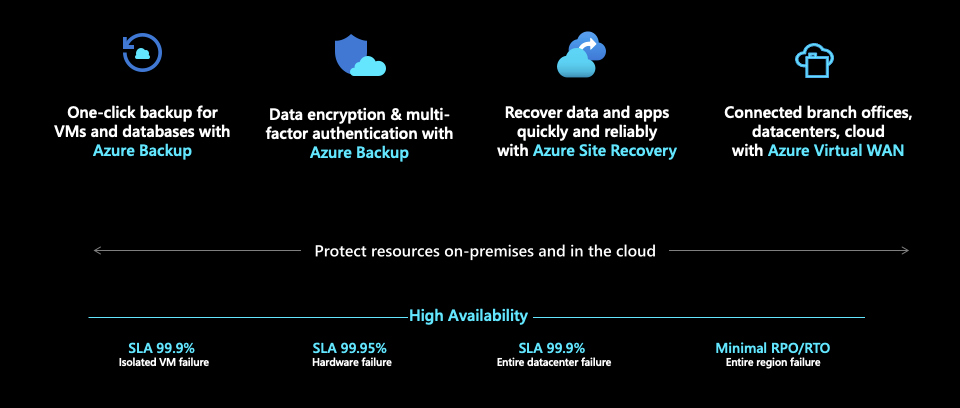 One-click backup for
VMs and databases with
Azure Backup
Data encryption & multi-
factor authentication with
Azure Backup
Recover data and apps
quickly and reliably
with Azure Site Recovery
Connected branch offices,
datacenters, cloud
with Azure Virtual WAN
Protect resources on-premises and in the cloud
High Availability
SLA 99.9%
Isolated VM failure
SLA 99.95%
Hardware failure
SLA 99.9%
Entire datacenter failure
Minimal RPO/RTO
Entire region failure